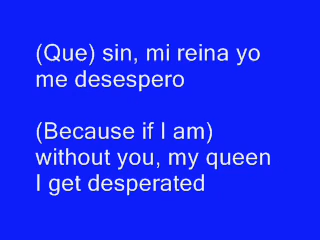 (Que) sin, mi reina yo
me desespero
(Because if I am)
without you, my queen
I get desperated